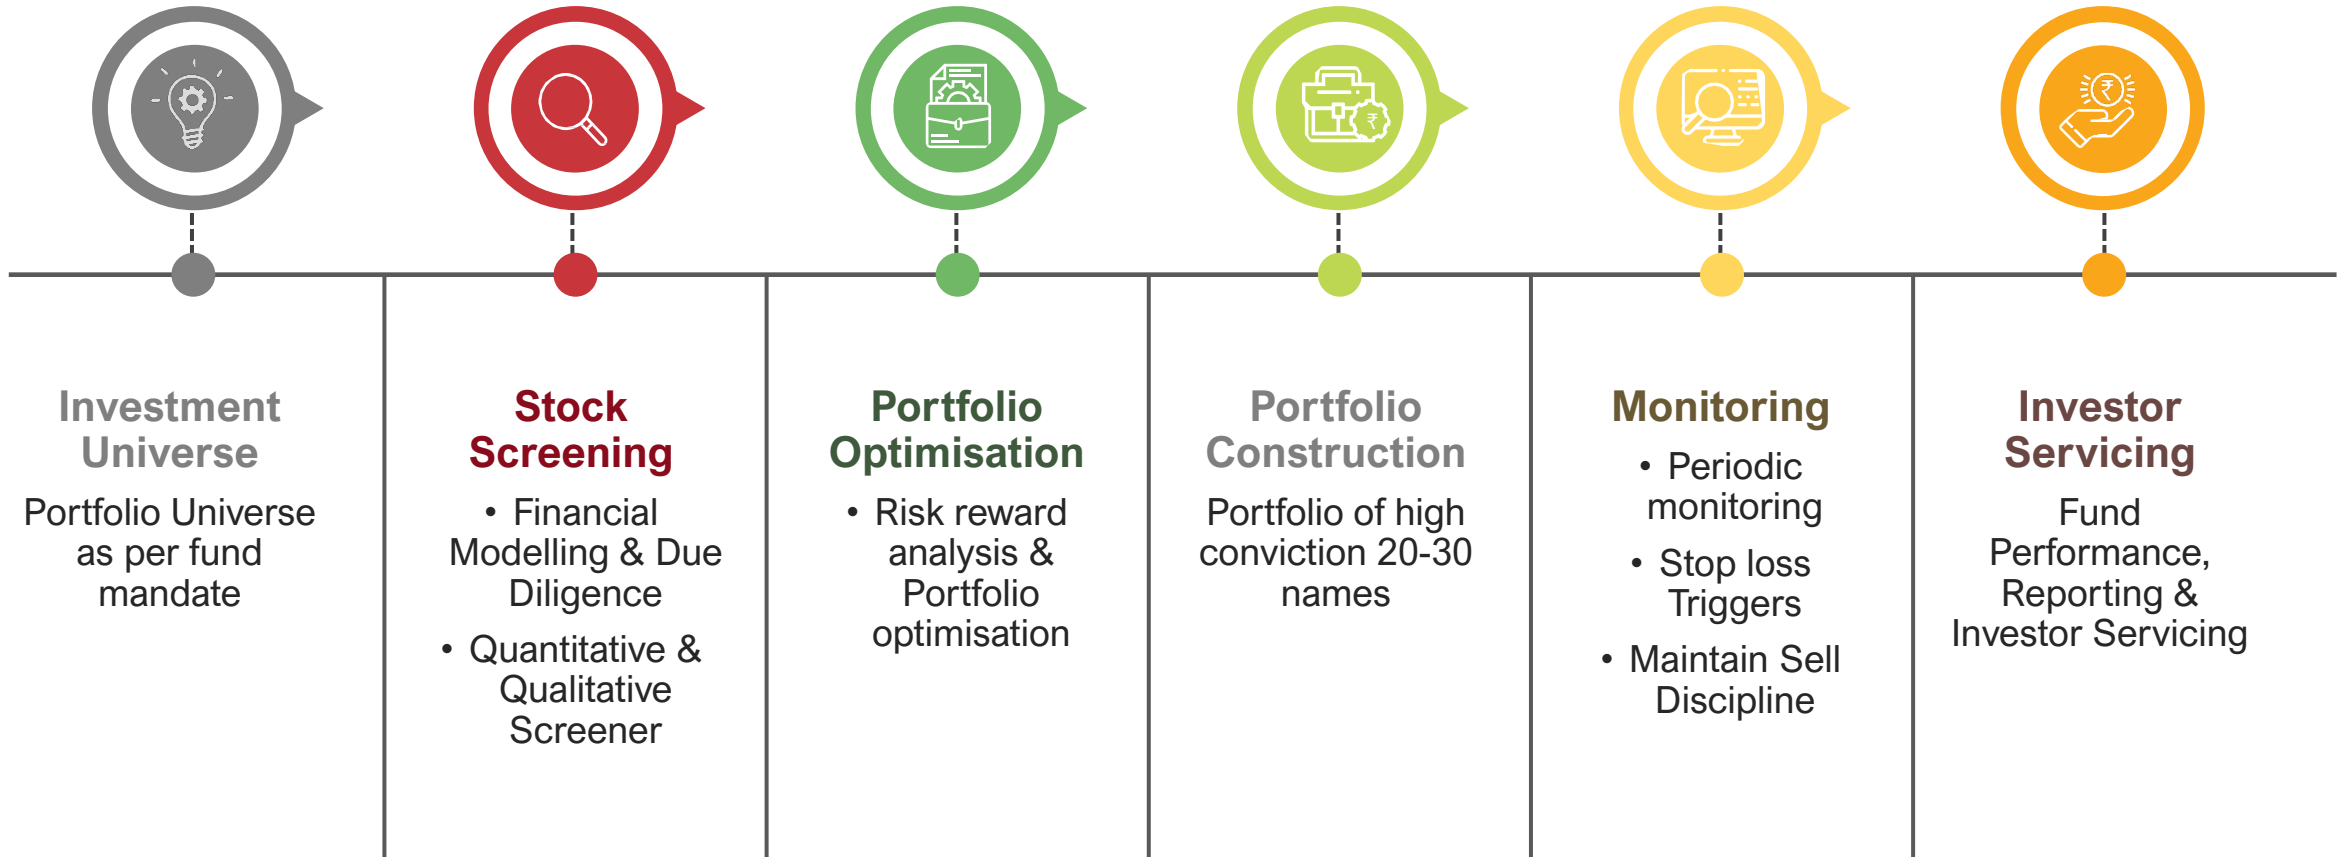 ₹
₹
Investment
Universe
Portfolio Universe
as per fund
mandate
Stock
Screening
• Financial
Modelling & Due
Diligence
• Quantitative &
Qualitative
Screener
Portfolio
Optimisation
• Risk reward
analysis &
Portfolio
optimisation
Portfolio
Construction
Portfolio of high
conviction 20-30
names
Monitoring
• Periodic
monitoring
• Stop loss
Triggers
• Maintain Sell
Discipline
Investor
Servicing
Fund
Performance,
Reporting &
Investor Servicing